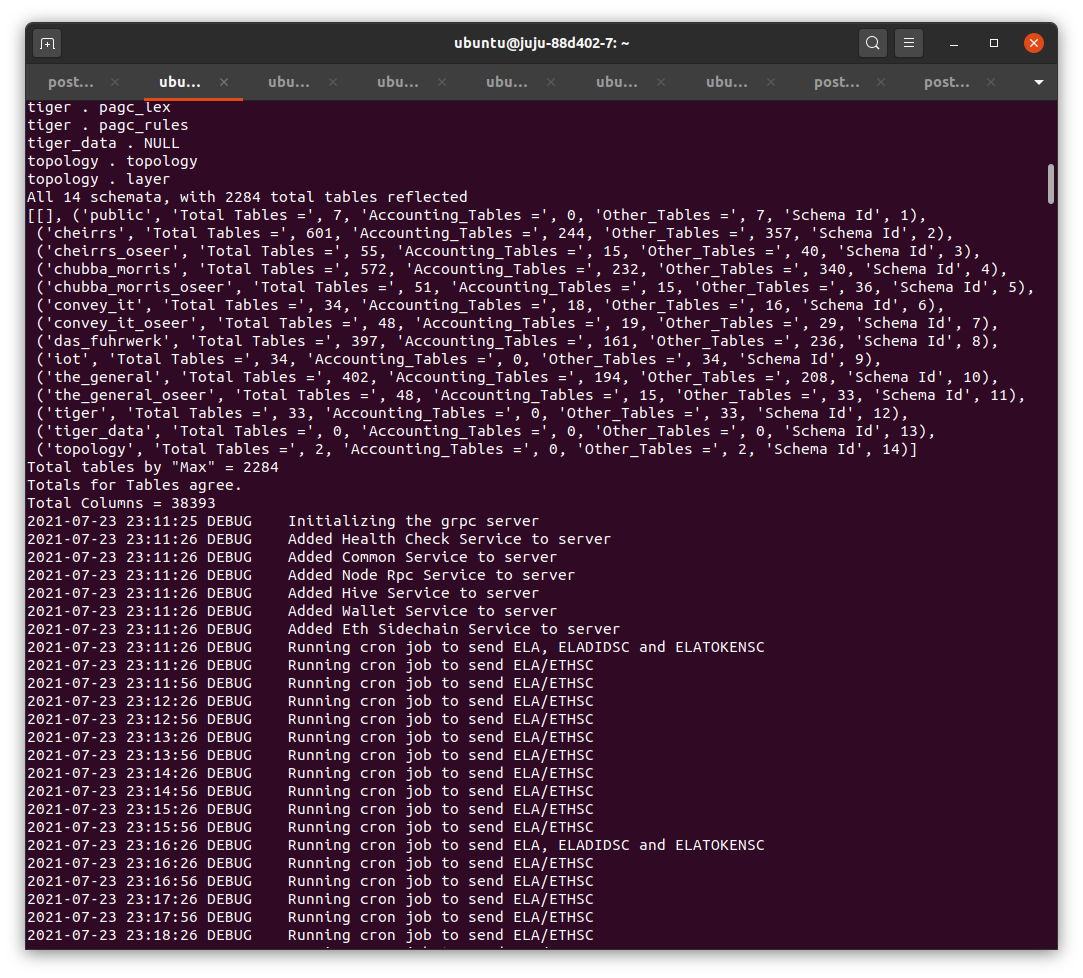 ubuntu@juju-88d402-7: ~
post... ubu... ubu... ubu... ubu... ubu... ubu... post... post...
tiger . pagc_lex
tiger . pagc_rules
tiger_data . NULL
topology . topology
topology . layer
All 14 schemata, with 2284 total tables reflected
[[], ('public', 'Total Tables =', 7, 'Accounting_Tables =', 0, 'Other_Tables =', 7, 'Schema Id', 1),
('cheirrs', 'Total Tables =', 601, 'Accounting_Tables =', 244, 'Other_Tables =', 357, 'Schema Id', 2),
('cheirrs_oseer', 'Total Tables =', 55, 'Accounting_Tables =', 15, 'Other_Tables =', 40, 'Schema Id', 3),
('chubba_morris', 'Total Tables =', 572, 'Accounting_Tables =', 232, 'Other_Tables =', 340, 'Schema Id', 4),
('chubba_morris_oseer', 'Total Tables =', 51, 'Accounting_Tables =', 15, 'Other_Tables =', 36, 'Schema Id', 5),
('convey_it', 'Total Tables =', 34, 'Accounting_Tables =', 18, 'Other_Tables =', 16, 'Schema Id', 6),
('convey_it_oseer', 'Total Tables =', 48, 'Accounting_Tables =', 19, 'Other_Tables =', 29, 'Schema Id', 7),
('das_fuhrwerk', 'Total Tables =', 397, 'Accounting_Tables =', 161, 'Other_Tables =', 236, 'Schema Id', 8),
('iot', 'Total Tables =', 34, 'Accounting_Tables =', 0, 'Other_Tables =', 34, 'Schema Id', 9),
('the_general', 'Total Tables =', 402, 'Accounting_Tables =', 194, 'Other_Tables =', 208, 'Schema Id', 10),
('the_general_oseer', 'Total Tables =', 48, 'Accounting_Tables =', 15, 'Other_Tables =', 33, 'Schema Id', 11),
('tiger', 'Total Tables =', 33, 'Accounting_Tables =', 0, 'Other_Tables =', 33, 'Schema Id', 12),
('tiger_data', 'Total Tables =', 0, 'Accounting_Tables =', 0, 'Other_Tables =', 0, 'Schema Id', 13),
('topology', 'Total Tables =', 2, 'Accounting_Tables =', 0, 'Other_Tables =', 2, 'Schema Id', 14)]
Total tables by "Max" = 2284
Totals for Tables agree.
Total Columns = 38393
2021-07-23 23:11:25 DEBUG    Initializing the grpc server
2021-07-23 23:11:26 DEBUG    Added Health Check Service to server
2021-07-23 23:11:26 DEBUG    Added Common Service to server
2021-07-23 23:11:26 DEBUG    Added Node Rpc Service to server
2021-07-23 23:11:26 DEBUG    Added Hive Service to server
2021-07-23 23:11:26 DEBUG    Added Wallet Service to server
2021-07-23 23:11:26 DEBUG    Added Eth Sidechain Service to server
2021-07-23 23:11:26 DEBUG    Running cron job to send ELA, ELADIDSC and ELATOKENSC
2021-07-23 23:11:26 DEBUG    Running cron job to send ELA/ETHSC
2021-07-23 23:11:56 DEBUG    Running cron job to send ELA/ETHSC
2021-07-23 23:12:26 DEBUG    Running cron job to send ELA/ETHSC
2021-07-23 23:12:56 DEBUG    Running cron job to send ELA/ETHSC
2021-07-23 23:13:26 DEBUG    Running cron job to send ELA/ETHSC
2021-07-23 23:13:56 DEBUG    Running cron job to send ELA/ETHSC
2021-07-23 23:14:26 DEBUG    Running cron job to send ELA/ETHSC
2021-07-23 23:14:56 DEBUG    Running cron job to send ELA/ETHSC
2021-07-23 23:15:26 DEBUG    Running cron job to send ELA/ETHSC
2021-07-23 23:15:56 DEBUG    Running cron job to send ELA/ETHSC
2021-07-23 23:16:26 DEBUG    Running cron job to send ELA, ELADIDSC and ELATOKENSC
2021-07-23 23:16:26 DEBUG    Running cron job to send ELA/ETHSC
2021-07-23 23:16:56 DEBUG    Running cron job to send ELA/ETHSC
2021-07-23 23:17:26 DEBUG    Running cron job to send ELA/ETHSC
2021-07-23 23:17:56 DEBUG    Running cron job to send ELA/ETHSC
2021-07-23 23:18:26 DEBUG    Running cron job to send ELA/ETHSC